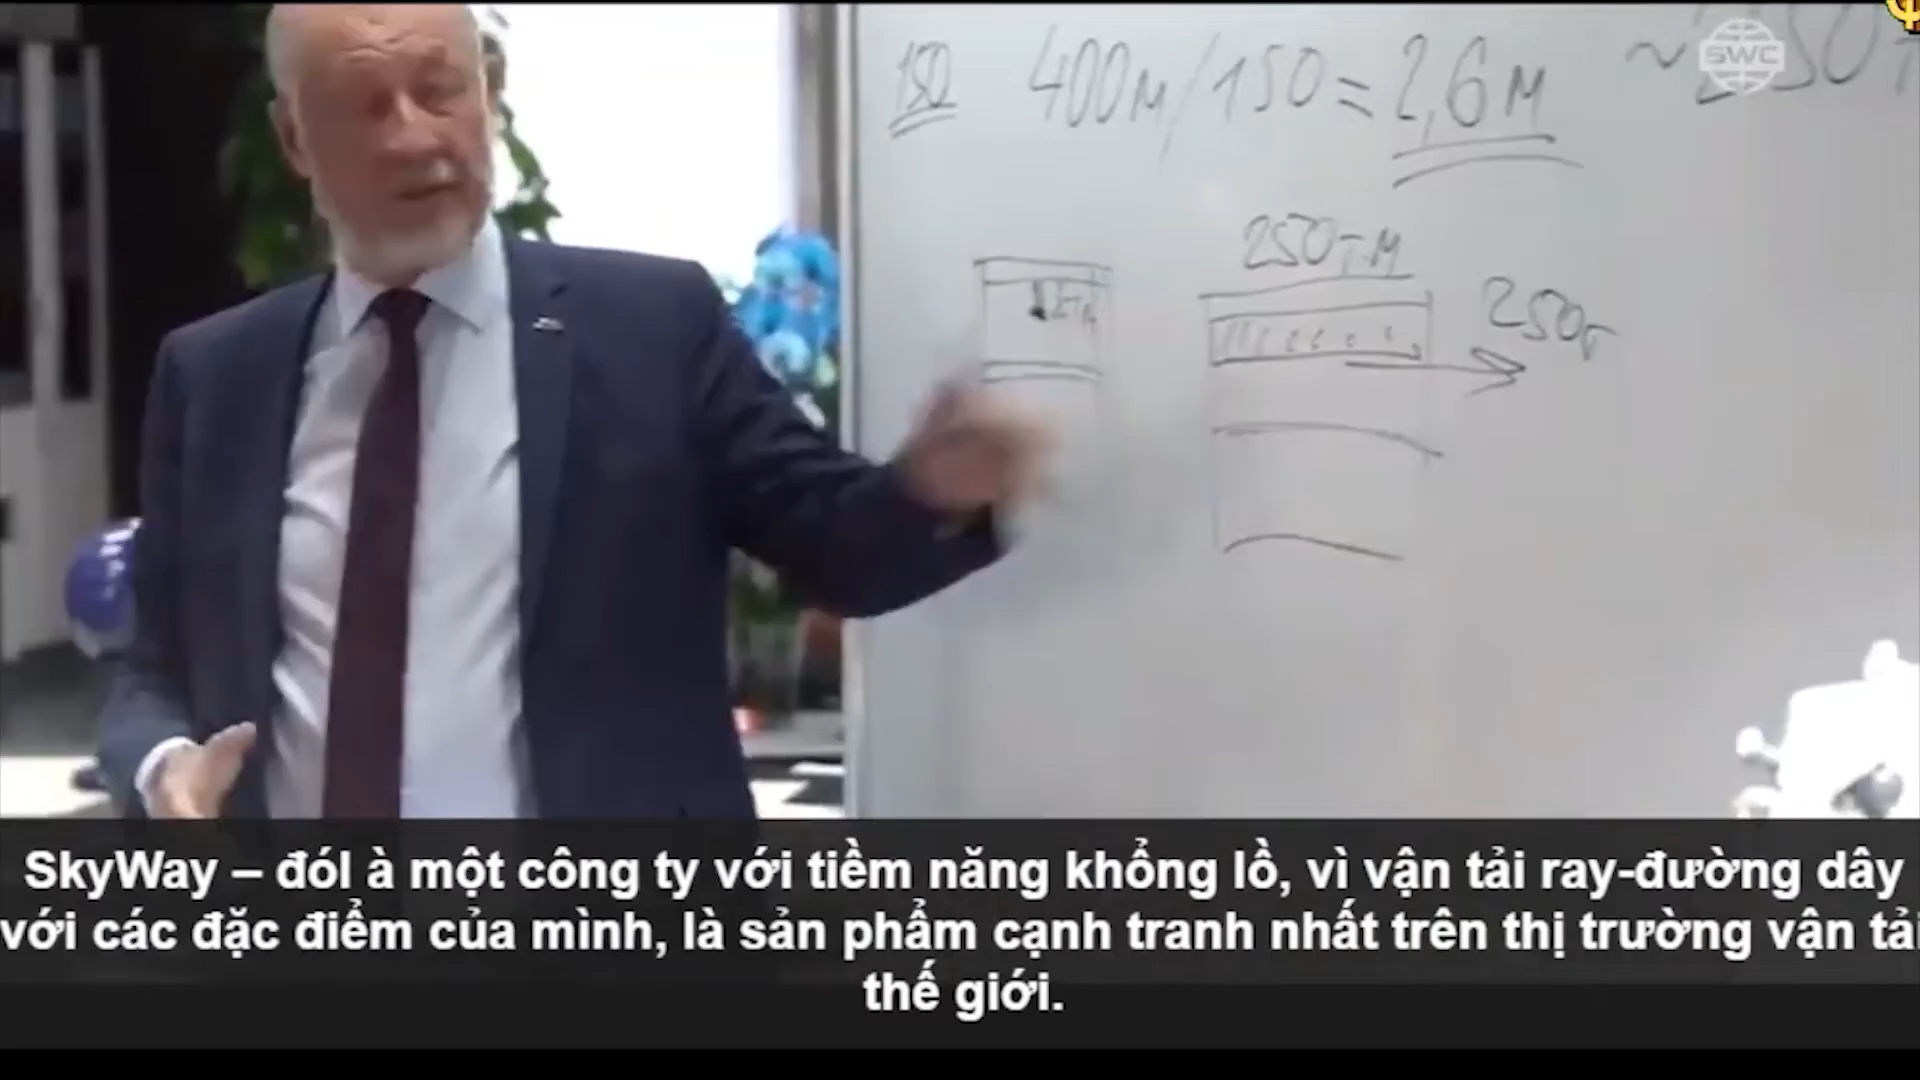 SWC
150 400м/150=2,6м
250т.м
250т
SkyWay – đól à một công ty với tiềm năng khổng lồ, vì vận tải ray-đường dây
với các đặc điểm của mình, là sản phẩm cạnh tranh nhất trên thị trường vận tải
thế giới.